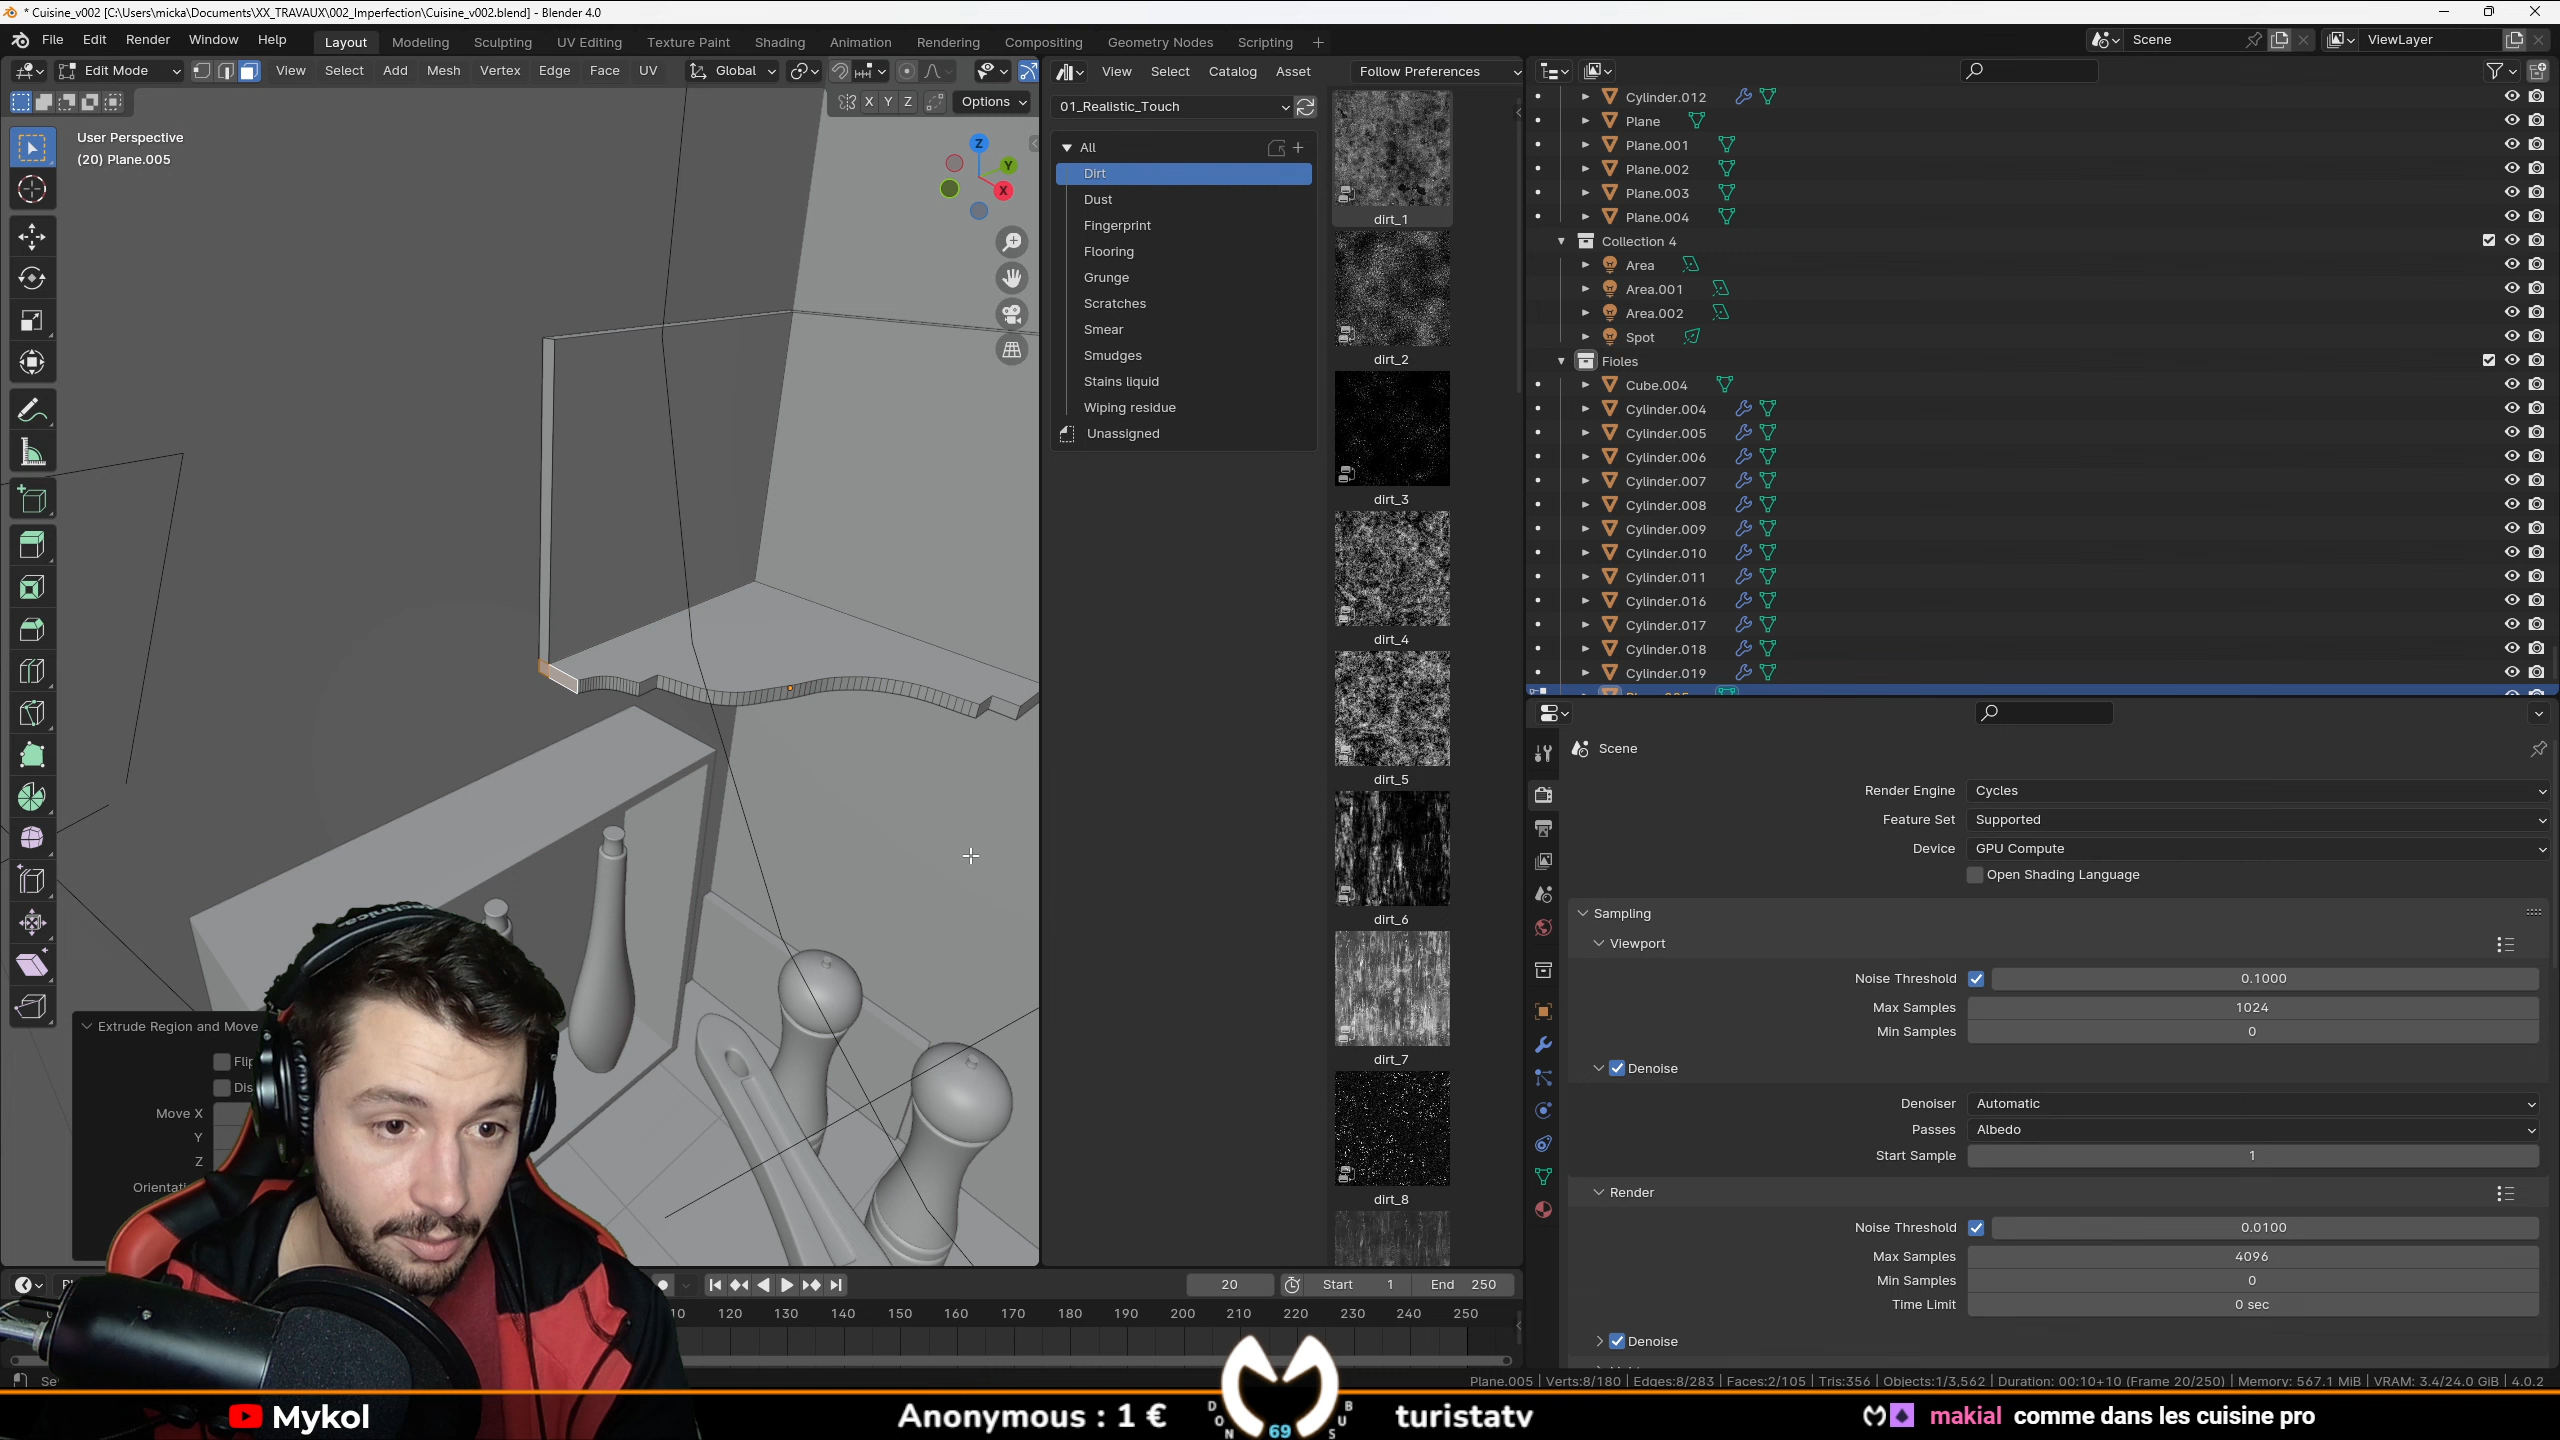 * Cuisine_v002 [C:\Users\micka\Documents\XX_TRAVAUX\002_Imperfection\Cuisine_v002.blend] - Blender 4.0
File Edit Render Window Help
Layout Modeling Sculpting UV Editing Texture Paint Shading Animation Rendering Compositing Geometry Nodes Scripting +
Scene
ViewLayer
Edit Mode
View Select Add Mesh Vertex Edge Face UV
Global
X Y Z
Options
User Perspective
(20) Plane.005
Z
Y
X
View Select Catalog Asset
Follow Preferences
01_Realistic_Touch
All
Dirt
Dust
Fingerprint
Flooring
Grunge
Scratches
Smear
Smudges
Stains liquid
Wiping residue
Unassigned
dirt_1
dirt_2
dirt_3
dirt_4
dirt_5
dirt_6
dirt_7
dirt_8
Cylinder.012
Plane
Plane.001
Plane.002
Plane.003
Plane.004
Collection 4
Area
Area.001
Area.002
Spot
Fioles
Cube.004
Cylinder.004
Cylinder.005
Cylinder.006
Cylinder.007
Cylinder.008
Cylinder.009
Cylinder.010
Cylinder.011
Cylinder.016
Cylinder.017
Cylinder.018
Cylinder.019
Scene
Render Engine Cycles
Feature Set Supported
Device GPU Compute
Open Shading Language
Sampling
Viewport
Noise Threshold 0.1000
Max Samples 1024
Min Samples 0
Denoise
Denoiser Automatic
Passes Albedo
Start Sample 1
Render
Noise Threshold 0.0100
Max Samples 4096
Min Samples 0
Time Limit 0 sec
Denoise
Extrude Region and Move
Move X
Y
Z
20 Start 1 End 250
120 130 140 150 160 170 180 190 200 210 220 230 240 250
Plane.005 | Verts:8/180 | Edges:8/283 | Faces:2/105 | Tris:356 | Objects:1/3,562 | Duration: 00:10+10 (Frame 20/250) | Memory: 567.1 MiB | VRAM: 3.4/24.0 GiB | 4.0.2
Mykol
Anonymous : 1 €
DON
69
BUS
turistatv
makial comme dans les cuisine pro